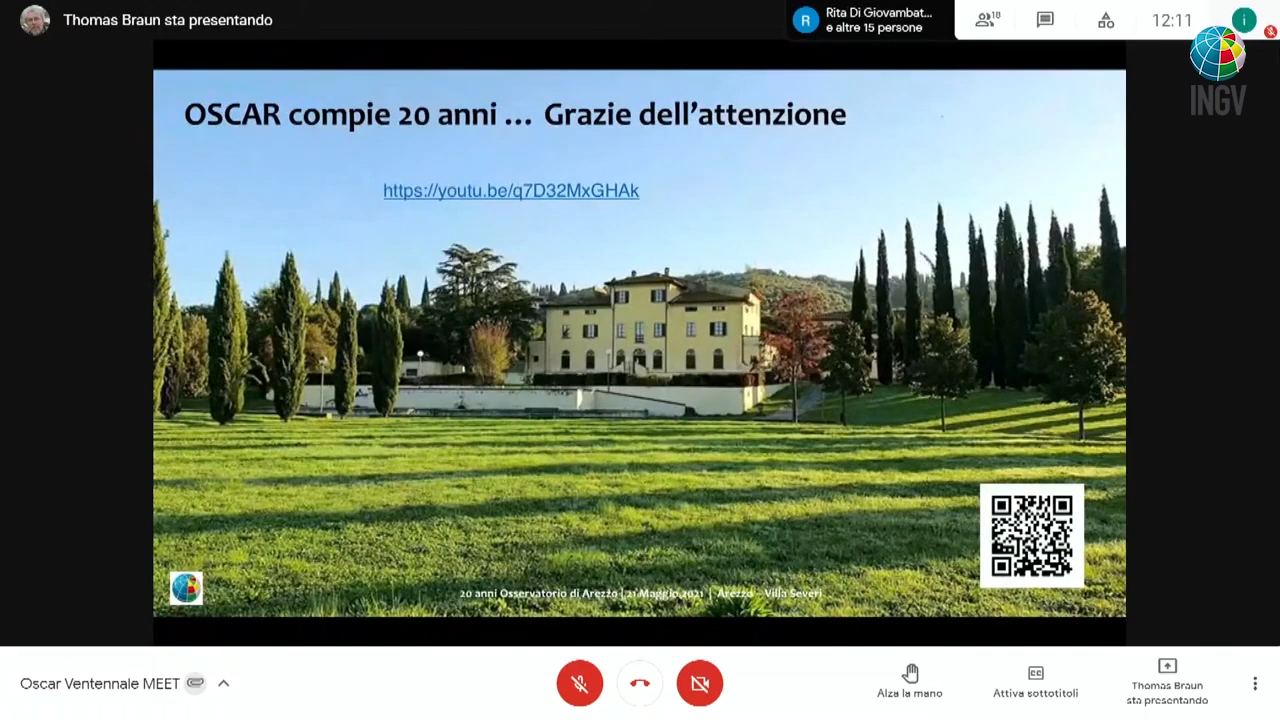 Thomas Braun sta presentando
Rita Di Giovambat...
e altre 15 persone
R
18
12:11
i
INGV
OSCAR compie 20 anni ... Grazie dell'attenzione
https://youtu.be/q7D32MxGHAk
20 anni Osservatorio di Arezzo | 21 Maggio 2021 | Arezzo - Villa Severi
Oscar Ventennale MEET
Alza la mano
Attiva sottotitoli
Thomas Braun
sta presentando